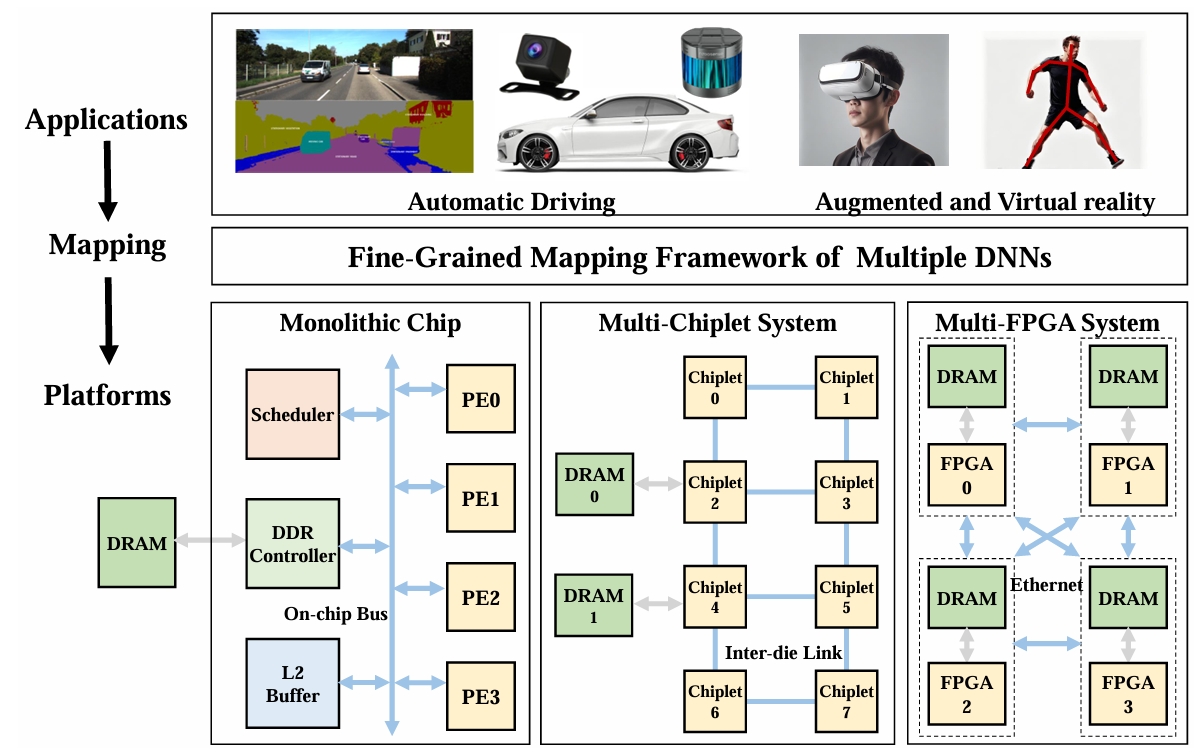 Applications
Mapping
Platforms
Automatic Driving
Augmented and Virtual reality
Fine-Grained Mapping Framework of Multiple DNNs
Monolithic Chip
Scheduler
DRAM
DDR
Controller
On-chip Bus
L2
Buffer
PE0
PE1
PE2
PE3
Multi-Chiplet System
Chiplet
0
Chiplet
1
DRAM
0
Chiplet
2
Chiplet
3
DRAM
1
Chiplet
4
Chiplet
5
Inter-die Link
Chiplet
6
Chiplet
7
Multi-FPGA System
DRAM
DRAM
FPGA
0
FPGA
1
Ethernet
DRAM
DRAM
FPGA
2
FPGA
3